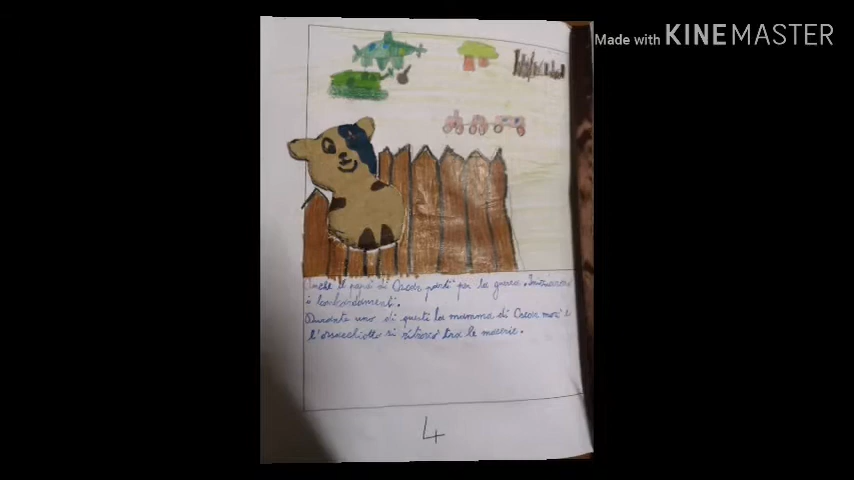 Made with KINEMASTER
Anche il papà di Oscar partì per la guerra. Iniziarono
i bombardamenti.
Durante uno di questi la mamma di Oscar morì e
l'orsacchiotto si ritrovò tra le macerie.
4